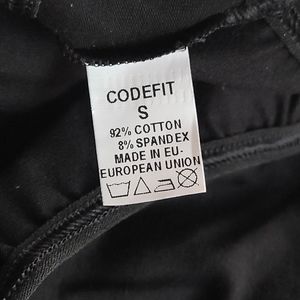 CODEFIT
S
92% COTTON
8% SPANDEX
MADE IN EU-
EUROPEAN UNION